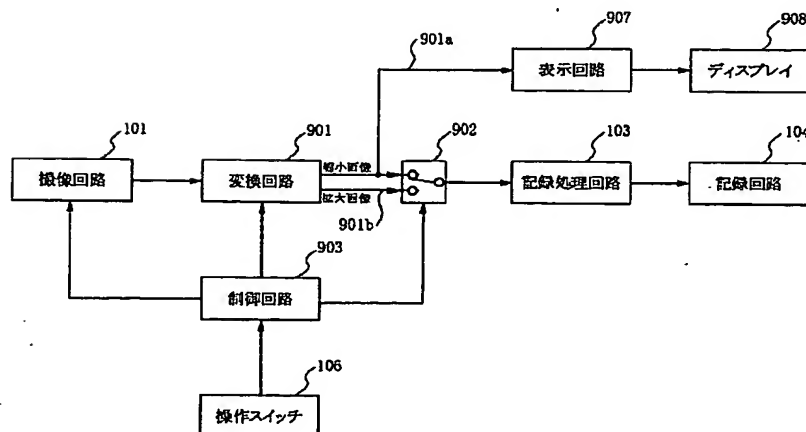 907
908
901a
表示回路
ディスプレイ
101
901
902
103
104
縮小画像
撮像回路
変換回路
記録処理回路
記録回路
拡大画像
901b
903
制御回路
106
操作スイッチ